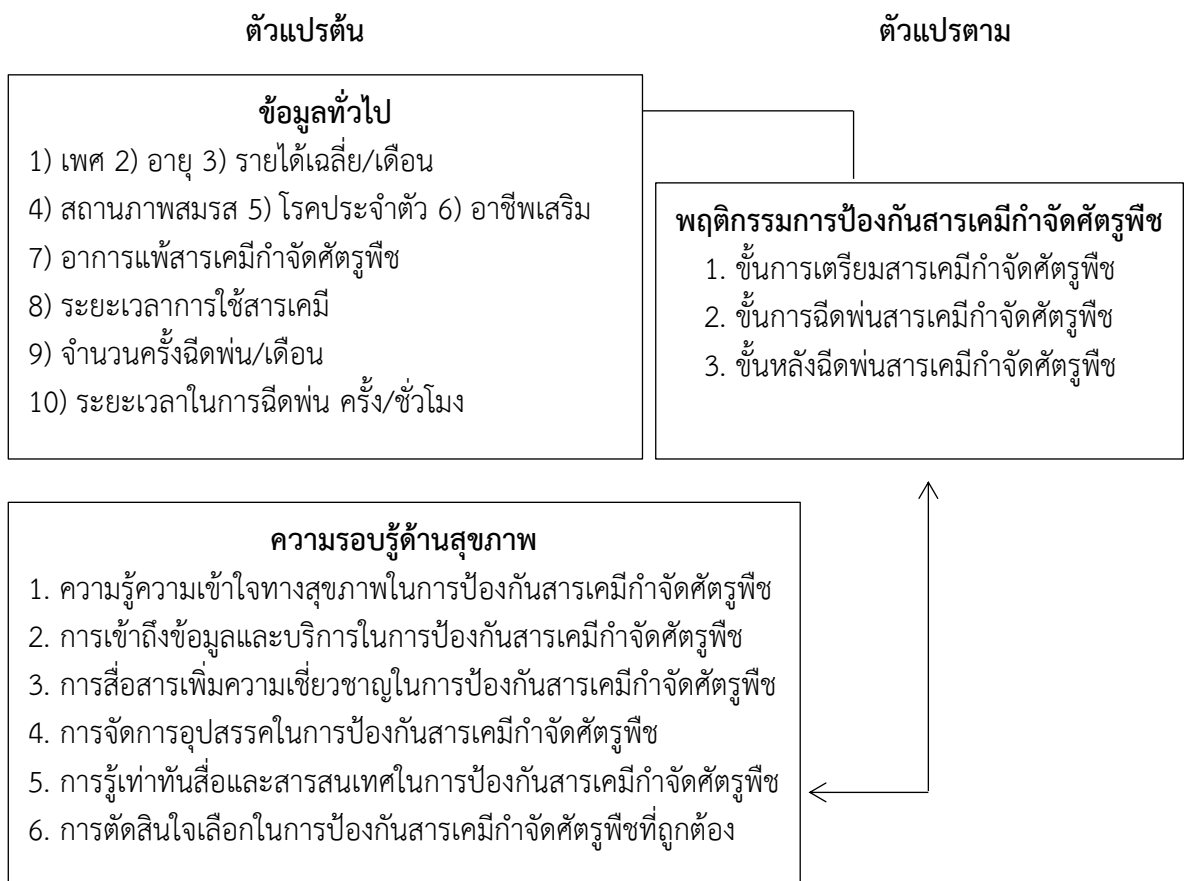 ตัวแปรต้น
ตัวแปรตาม
ข้อมูลทั่วไป
1) เพศ 2) อายุ 3) รายได้เฉลี่ย/เดือน
4) สถานภาพสมรส 5) โรคประจำตัว 6) อาชีพเสริม
7) อาการแพ้สารเคมีกำจัดศัตรูพืช
8) ระยะเวลาการใช้สารเคมี
9) จำนวนครั้งฉีดพ่น/เดือน
10) ระยะเวลาในการฉีดพ่น ครั้ง/ชั่วโมง
พฤติกรรมการป้องกันสารเคมีกำจัดศัตรูพืช
1. ขั้นการเตรียมสารเคมีกำจัดศัตรูพืช
2. ขั้นการฉีดพ่นสารเคมีกำจัดศัตรูพืช
3. ขั้นหลังฉีดพ่นสารเคมีกำจัดศัตรูพืช
ความรอบรู้ด้านสุขภาพ
1. ความรู้ความเข้าใจทางสุขภาพในการป้องกันสารเคมีกำจัดศัตรูพืช
2. การเข้าถึงข้อมูลและบริการในการป้องกันสารเคมีกำจัดศัตรูพืช
3. การสื่อสารเพิ่มความเชี่ยวชาญในการป้องกันสารเคมีกำจัดศัตรูพืช
4. การจัดการอุปสรรคในการป้องกันสารเคมีกำจัดศัตรูพืช
5. การรู้เท่าทันสื่อและสารสนเทศในการป้องกันสารเคมีกำจัดศัตรูพืช
6. การตัดสินใจเลือกในการป้องกันสารเคมีกำจัดศัตรูพืชที่ถูกต้อง